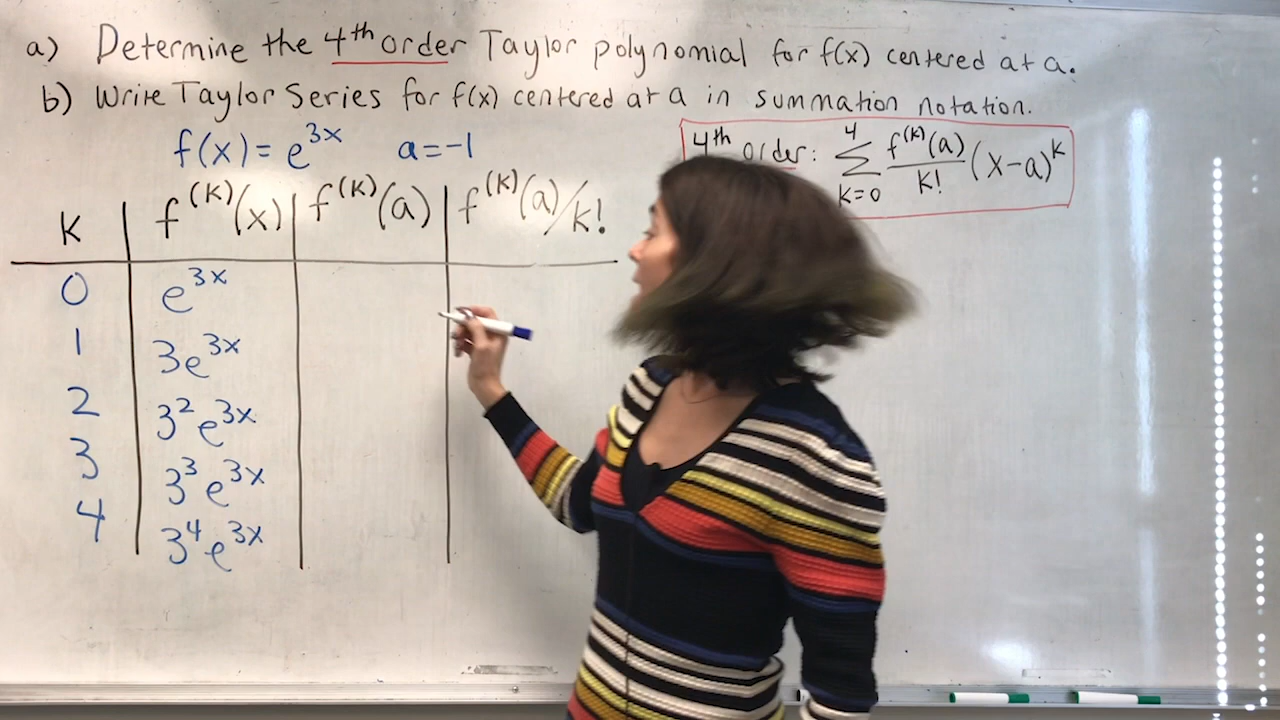 a) Determine the 4th order Taylor polynomial for f(x) centered at a.
b) Write Taylor Series for f(x) centered at a in summation notation.
f(x) = e^{3x} a=-1
4th order: \sum_{k=0}^{4} \frac{f^{(k)}(a)}{k!} (x-a)^k
k | f^{(k)}(x) | f^{(k)}(a) | f^{(k)}(a)/k!
0 | e^{3x}
1 | 3e^{3x}
2 | 3^2 e^{3x}
3 | 3^3 e^{3x}
4 | 3^4 e^{3x}